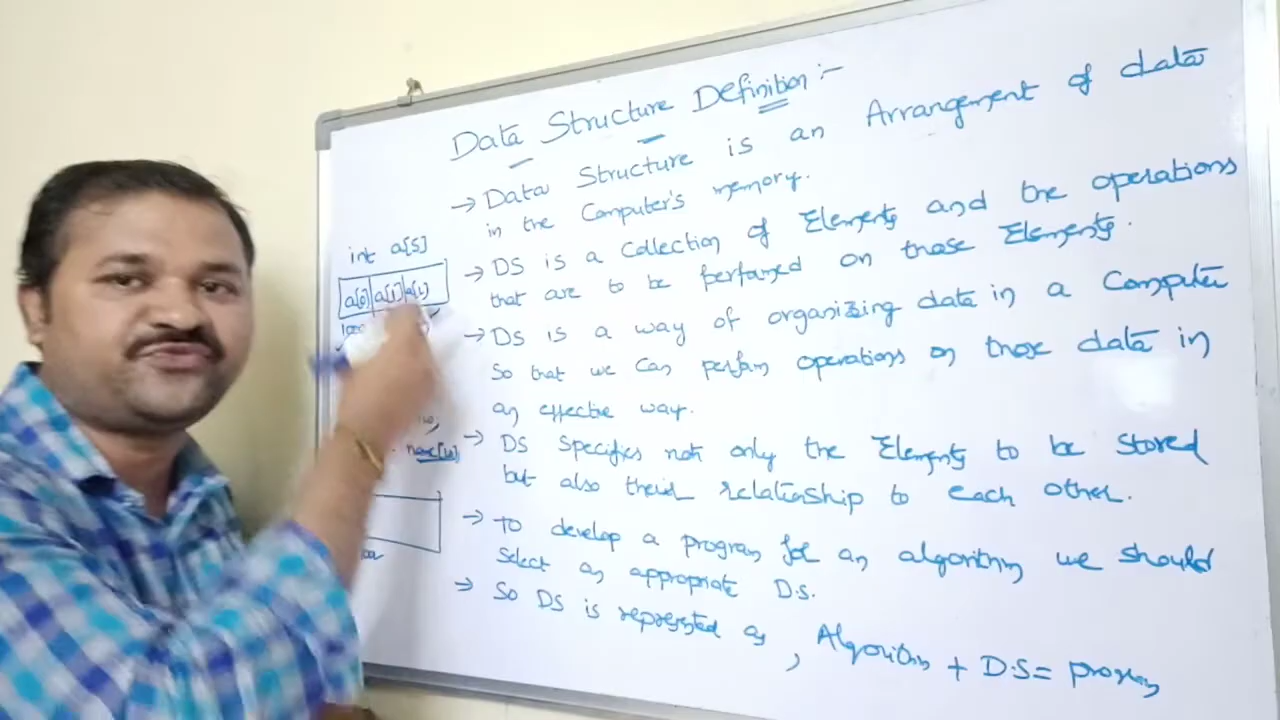 Data Structure Definition :-
→ Data Structure is an Arrangement of data
in the Computer's memory.
→ DS is a Collection of Elements and the operations
that are to be performed on those Elements.
→ DS is a way of organizing data in a Computer
So that we can perform operations on those data in
an effective way.
→ DS Specifies not only the Elements to be Stored
but also their relationship to each other.
→ To develop a program for an algorithm we should
Select an appropriate D.S.
→ So DS is represented as, Algorithm + D.S = program
int a[5]
a[0] a[1] a[2]